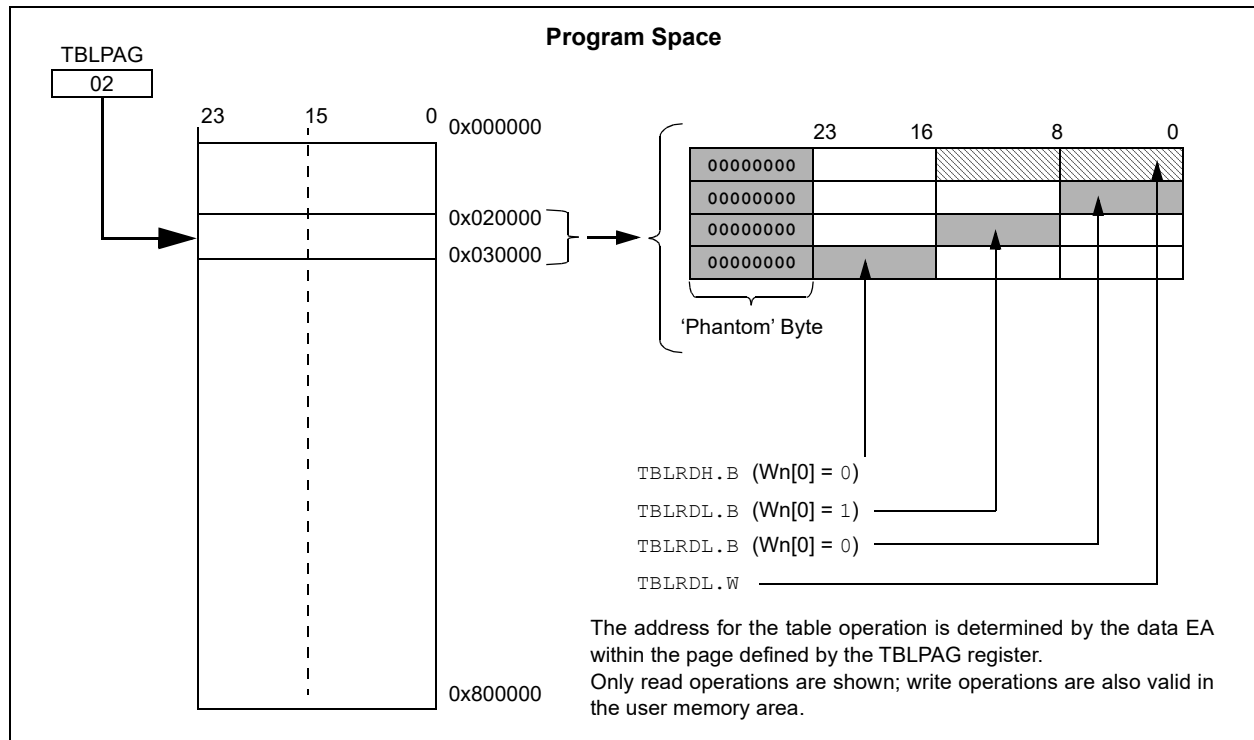 Program Space
TBLPAG
02
23 15 0
0x000000
0x020000
0x030000
0x800000
23 16 8 0
00000000
00000000
00000000
00000000
‘Phantom’ Byte
TBLRDH.B (Wn[0] = 0)
TBLRDL.B (Wn[0] = 1)
TBLRDL.B (Wn[0] = 0)
TBLRDL.W
The address for the table operation is determined by the data EA
within the page defined by the TBLPAG register.
Only read operations are shown; write operations are also valid in
the user memory area.